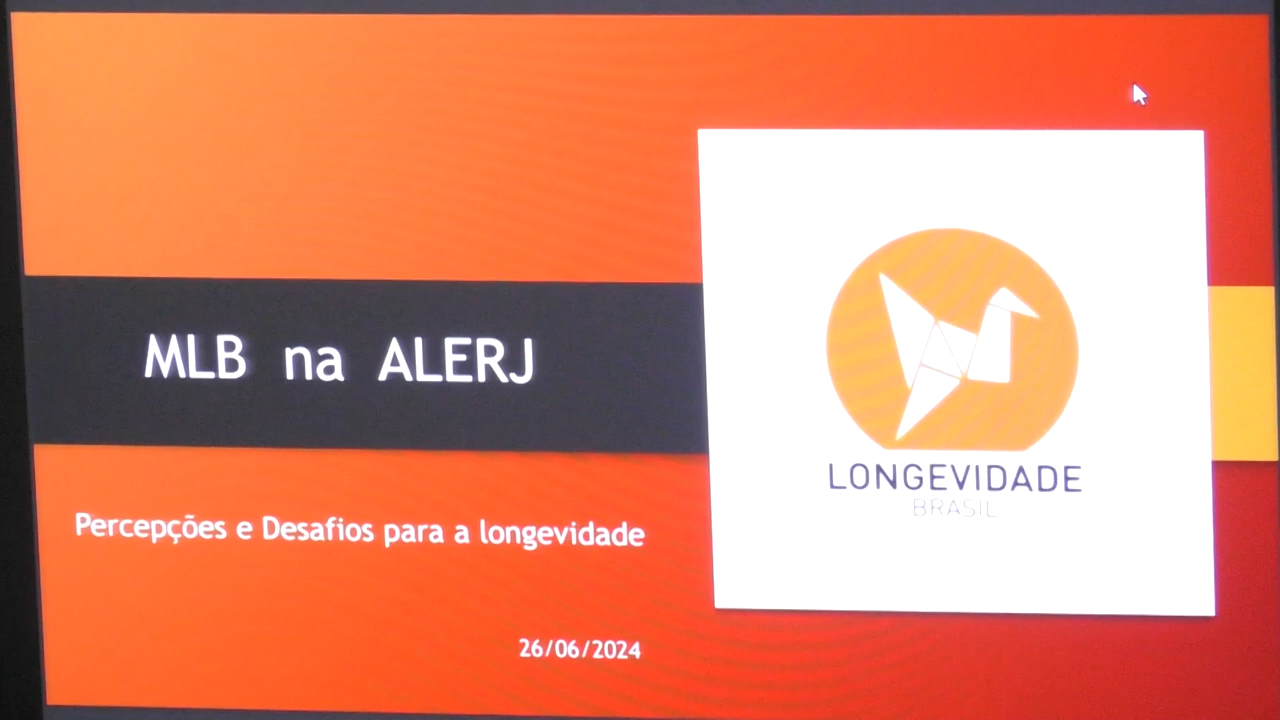 MLB na ALERJ
Percepções e Desafios para a longevidade
26/06/2024
LONGEVIDADE
BRASIL